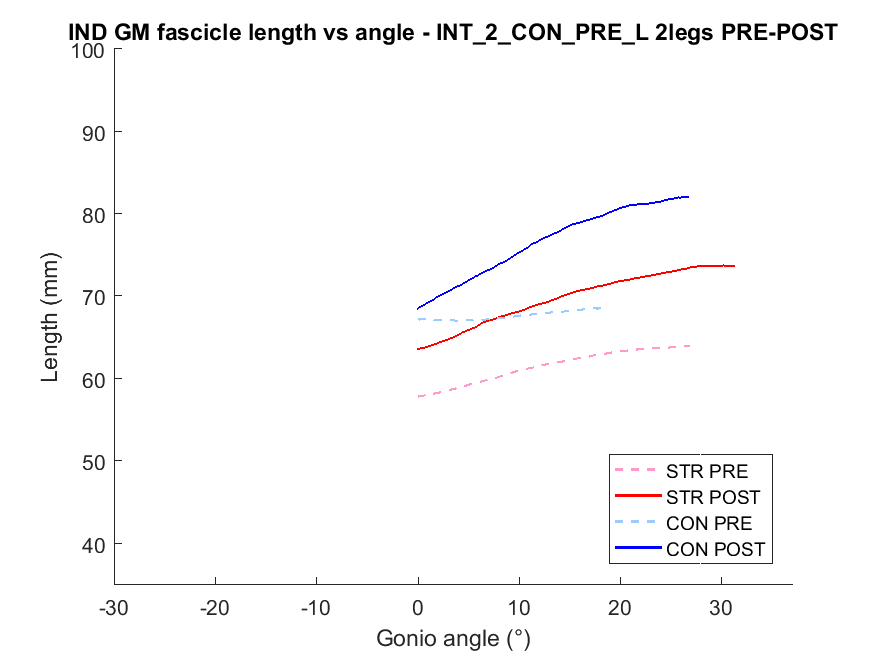 IND GM fascicle length vs angle - INT_2_CON_PRE_L 2legs PRE-POST
100
90
80
70
60
50
40
Length (mm)
-30 -20 -10 0 10 20 30
Gonio angle (°)
STR PRE
STR POST
CON PRE
CON POST